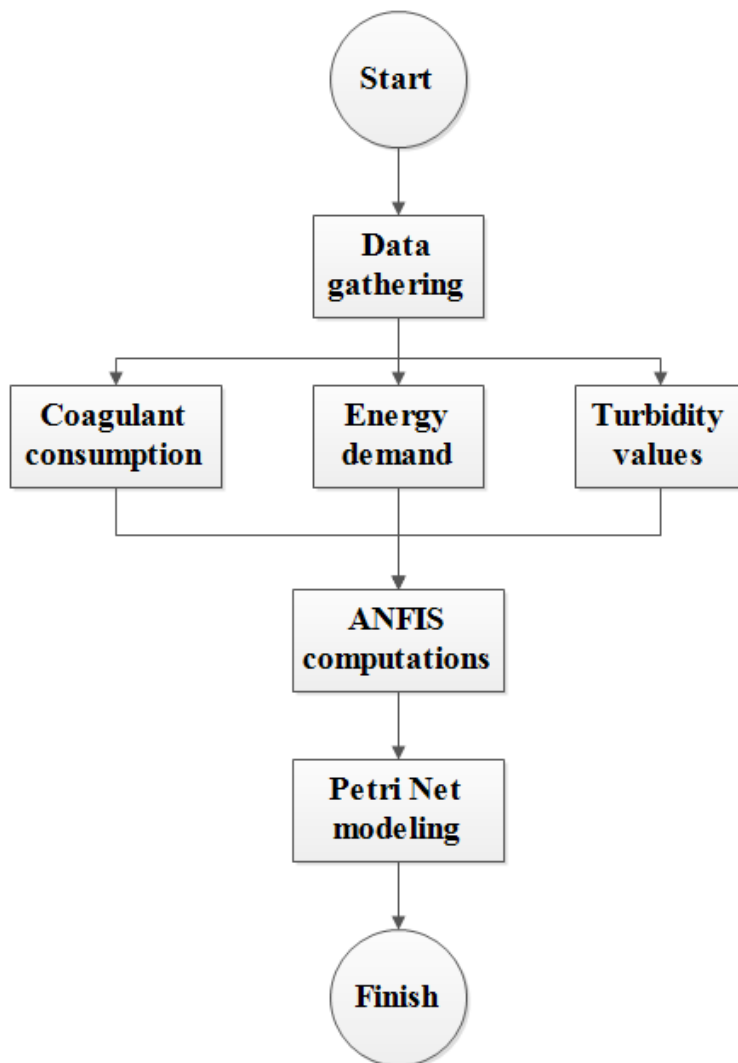 Start
Data
gathering
Coagulant
consumption
Energy
demand
Turbidity
values
ANFIS
computations
Petri Net
modeling
Finish